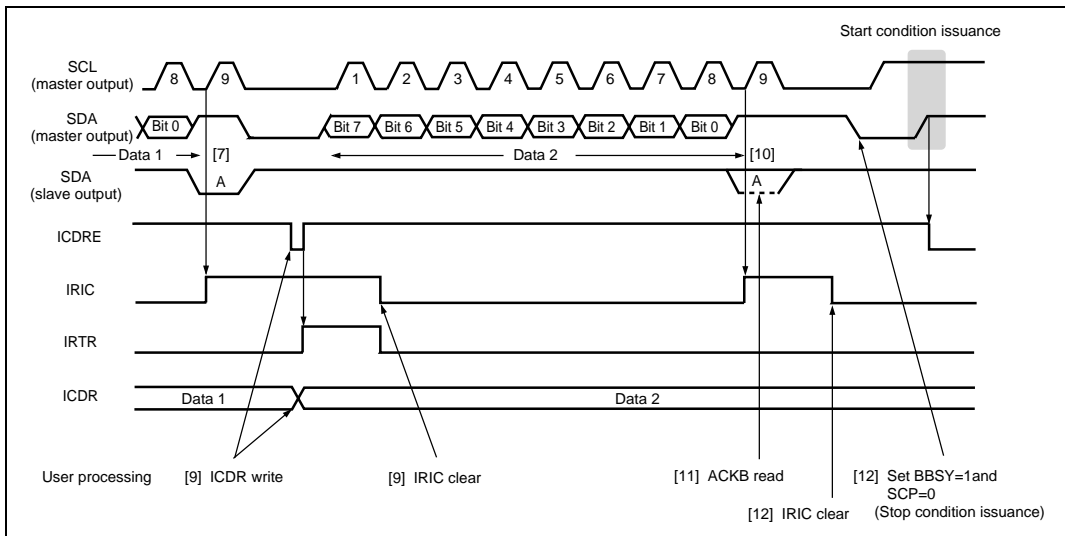 Start condition issuance
SCL
(master output)
8 9 1 2 3 4 5 6 7 8 9
SDA
(master output)
Bit 0 Bit 7 Bit 6 Bit 5 Bit 4 Bit 3 Bit 2 Bit 1 Bit 0
Data 1 [7] Data 2 [10]
SDA
(slave output)
A A
ICDRE
IRIC
IRTR
ICDR
Data 1 Data 2
User processing [9] ICDR write [9] IRIC clear [11] ACKB read [12] Set BBSY=1and
SCP=0
(Stop condition issuance)
[12] IRIC clear